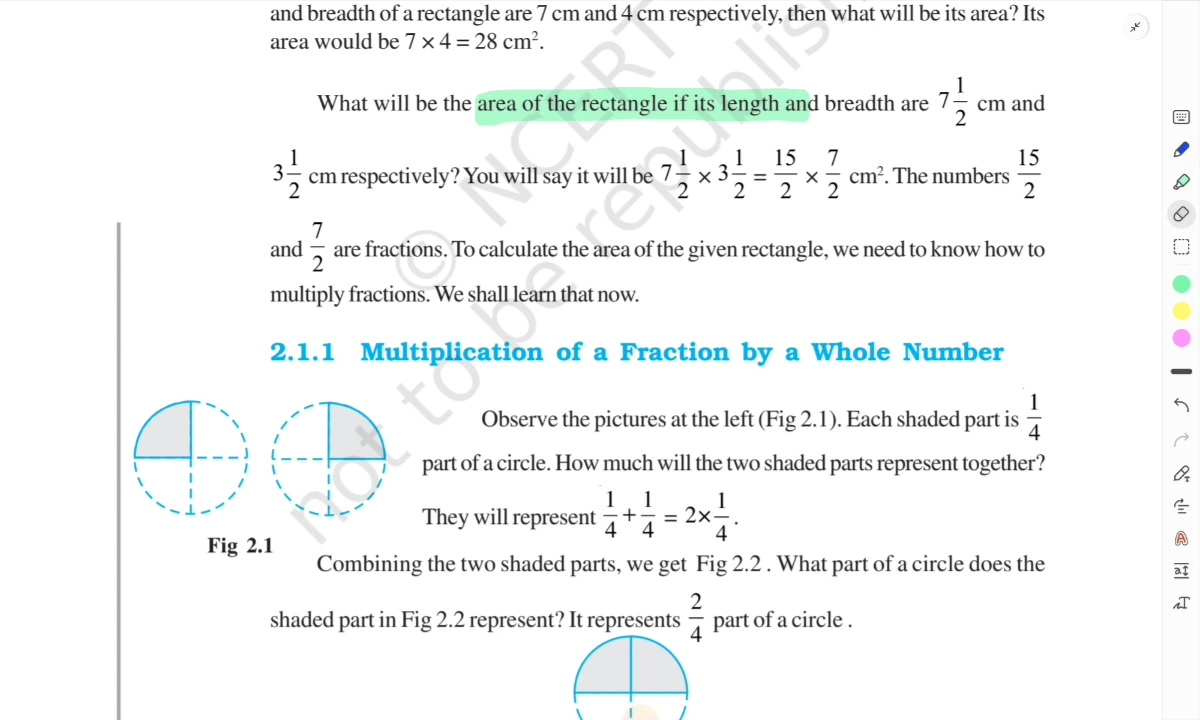 and breadth of a rectangle are 7 cm and 4 cm respectively, then what will be its area? Its
area would be 7 × 4 = 28 cm².
What will be the area of the rectangle if its length and breadth are 7 1/2 cm and
3 1/2 cm respectively? You will say it will be 7 1/2 × 3 1/2 = 15/2 × 7/2 cm². The numbers 15/2
and 7/2 are fractions. To calculate the area of the given rectangle, we need to know how to
multiply fractions. We shall learn that now.
2.1.1 Multiplication of a Fraction by a Whole Number
Observe the pictures at the left (Fig 2.1). Each shaded part is 1/4
part of a circle. How much will the two shaded parts represent together?
They will represent 1/4 + 1/4 = 2×1/4.
Fig 2.1
Combining the two shaded parts, we get Fig 2.2 . What part of a circle does the
shaded part in Fig 2.2 represent? It represents 2/4 part of a circle .
© NCERT
not to be republis